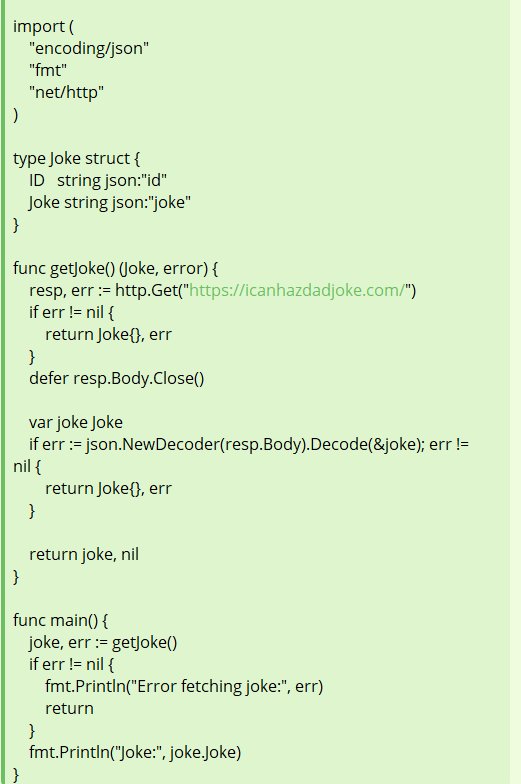 import (
    "encoding/json"
    "fmt"
    "net/http"
)

type Joke struct {
    ID   string json:"id"
    Joke string json:"joke"
}

func getJoke() (Joke, error) {
    resp, err := http.Get("https://icanhazdadjoke.com/")
    if err != nil {
        return Joke{}, err
    }
    defer resp.Body.Close()

    var joke Joke
    if err := json.NewDecoder(resp.Body).Decode(&joke); err !=
nil {
        return Joke{}, err
    }

    return joke, nil
}

func main() {
    joke, err := getJoke()
    if err != nil {
        fmt.Println("Error fetching joke:", err)
        return
    }
    fmt.Println("Joke:", joke.Joke)
}